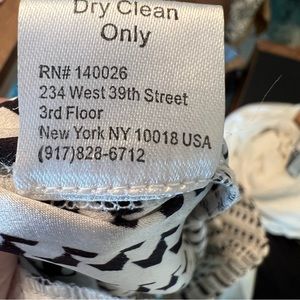 Dry Clean
Only
RN# 140026
234 West 39th Street
3rd Floor
New York NY 10018 USA
(917)828-6712